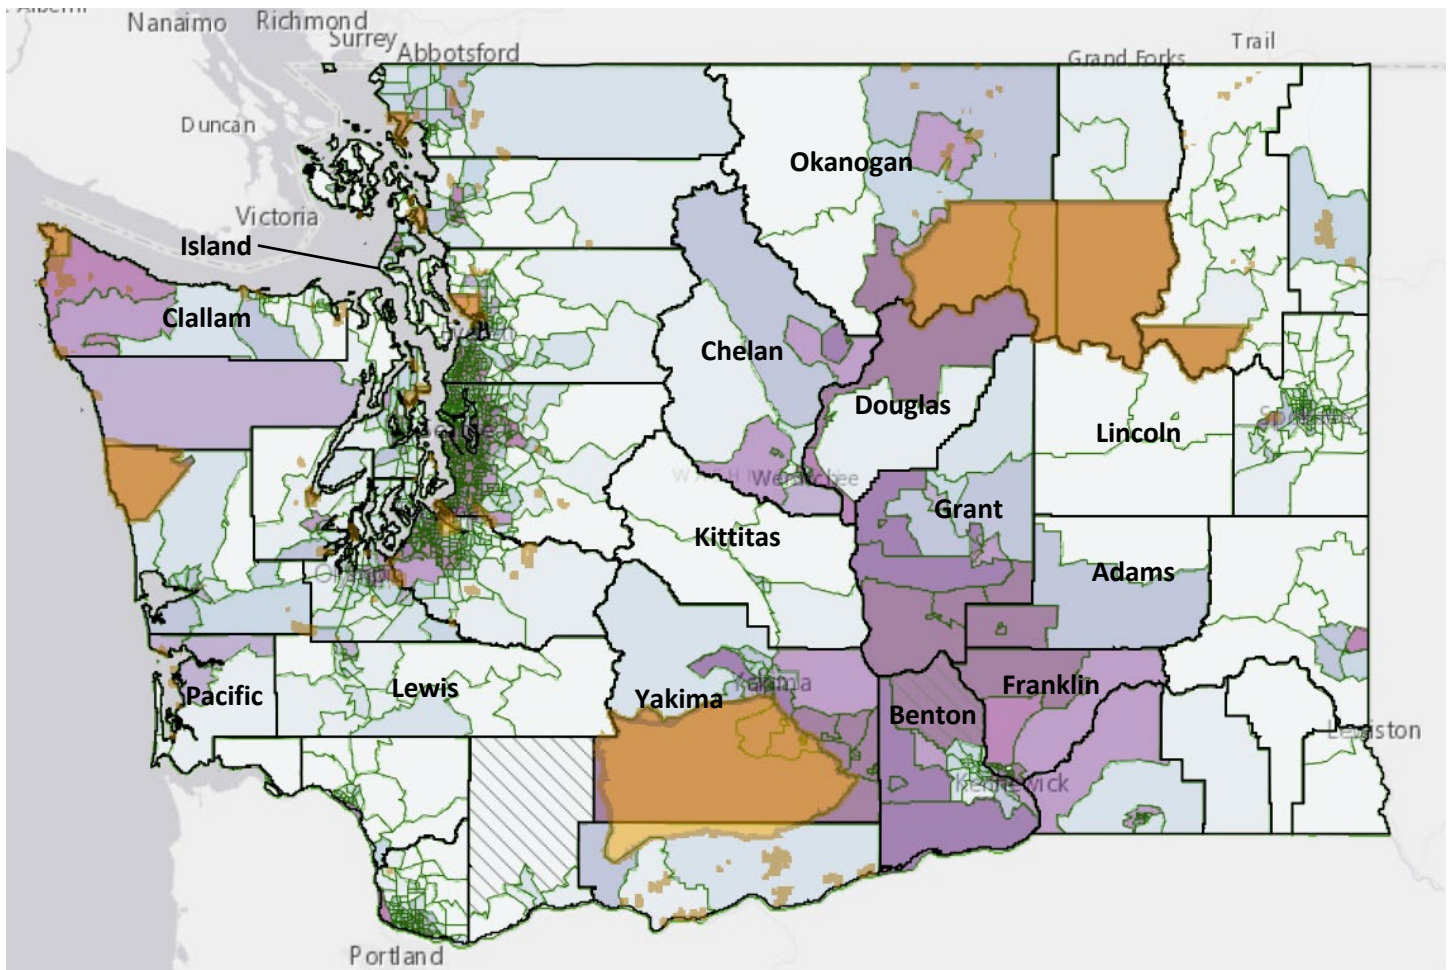 Nanaimo
Richmond
Surrey
Abbotsford
Trail
Grand Forks
Duncan
Okanogan
Victoria
Island
Clallam
Chelan
Douglas
Lincoln
Grant
Kittitas
Adams
Pacific
Lewis
Yakima
Yakima
Franklin
Benton
Lewiston
Kennewick
Portland